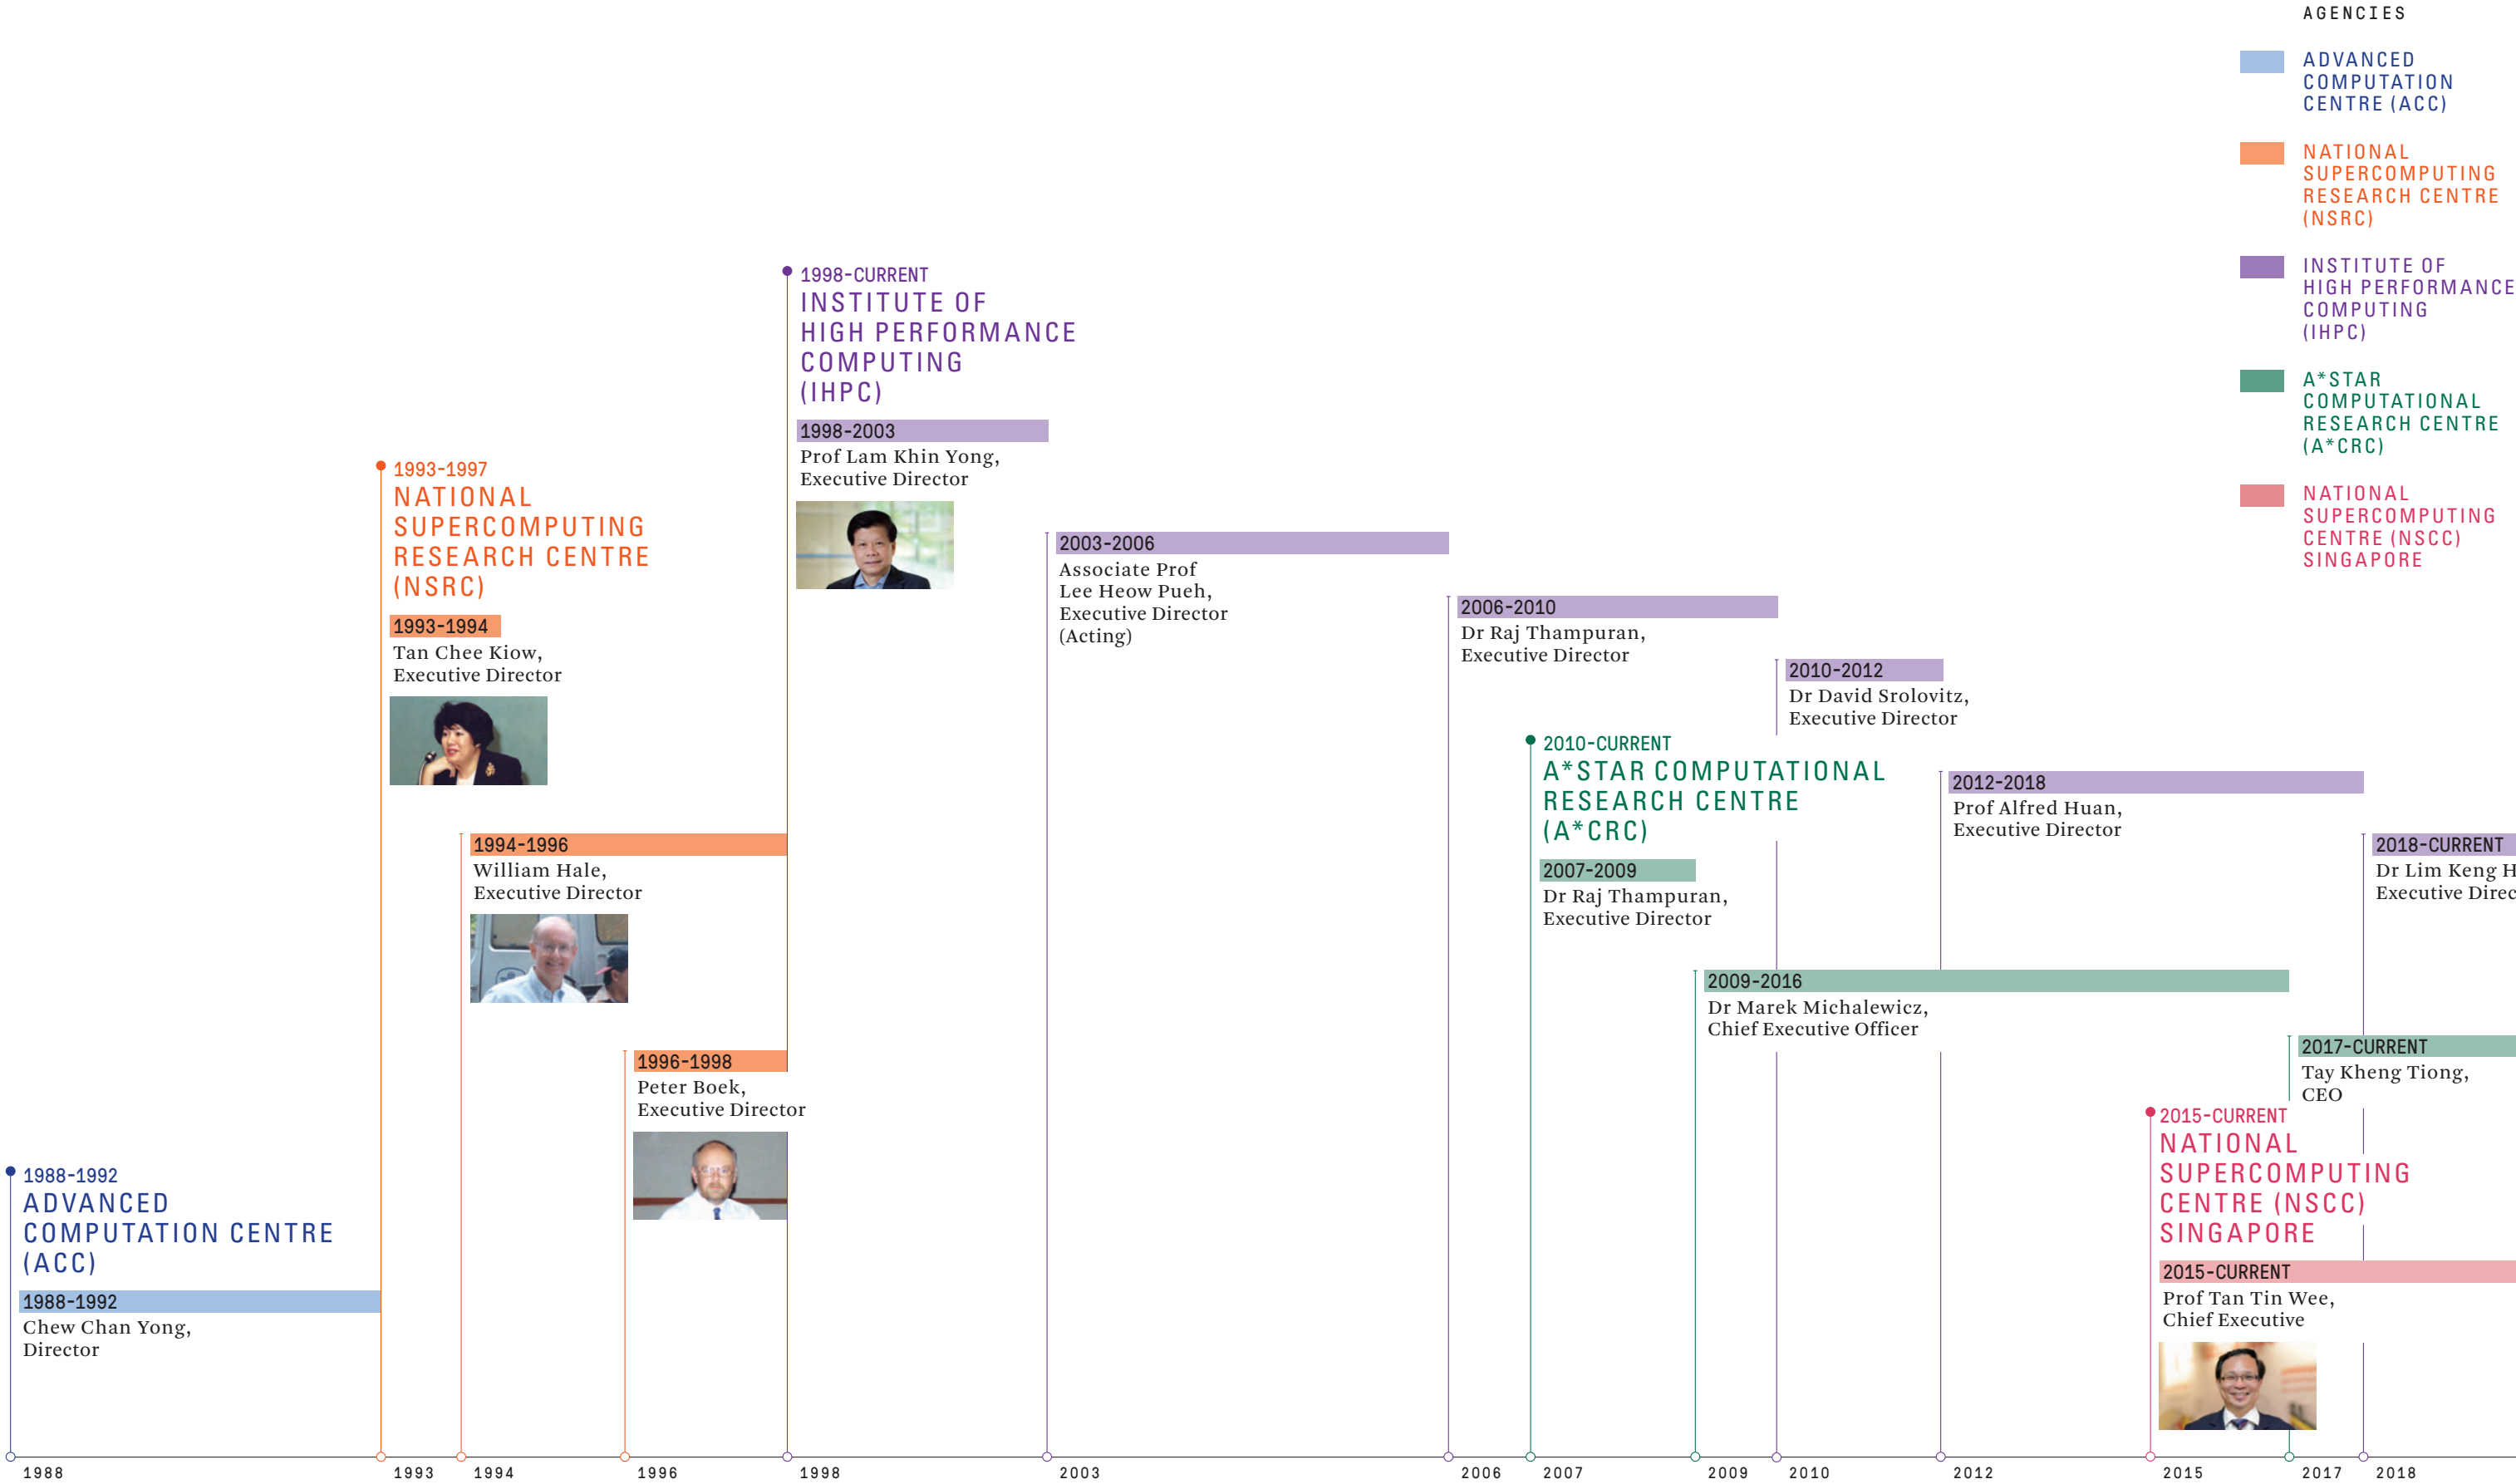 AGENCIES
ADVANCED
COMPUTATION
CENTRE (ACC)
NATIONAL
SUPERCOMPUTING
RESEARCH CENTRE
(NSRC)
INSTITUTE OF
HIGH PERFORMANCE
COMPUTING
(IHPC)
A*STAR
COMPUTATIONAL
RESEARCH CENTRE
(A*CRC)
NATIONAL
SUPERCOMPUTING
CENTRE (NSCC)
SINGAPORE
1988-1992
ADVANCED
COMPUTATION CENTRE
(ACC)
1988-1992
Chew Chan Yong,
Director
1993-1997
NATIONAL
SUPERCOMPUTING
RESEARCH CENTRE
(NSRC)
1993-1994
Tan Chee Kiow,
Executive Director
1994-1996
William Hale,
Executive Director
1996-1998
Peter Boek,
Executive Director
1998-CURRENT
INSTITUTE OF
HIGH PERFORMANCE
COMPUTING
(IHPC)
1998-2003
Prof Lam Khin Yong,
Executive Director
2003-2006
Associate Prof
Lee Heow Pueh,
Executive Director
(Acting)
2006-2010
Dr Raj Thampuran,
Executive Director
2010-2012
Dr David Srolovitz,
Executive Director
2010-CURRENT
A*STAR COMPUTATIONAL
RESEARCH CENTRE
(A*CRC)
2007-2009
Dr Raj Thampuran,
Executive Director
2012-2018
Prof Alfred Huan,
Executive Director
2018-CURRENT
Dr Lim Keng H
Executive Direc
2009-2016
Dr Marek Michalewicz,
Chief Executive Officer
2017-CURRENT
Tay Kheng Tiong,
CEO
2015-CURRENT
NATIONAL
SUPERCOMPUTING
CENTRE (NSCC)
SINGAPORE
2015-CURRENT
Prof Tan Tin Wee,
Chief Executive
1988 1993 1994 1996 1998 2003 2006 2007 2009 2010 2012 2015 2017 2018